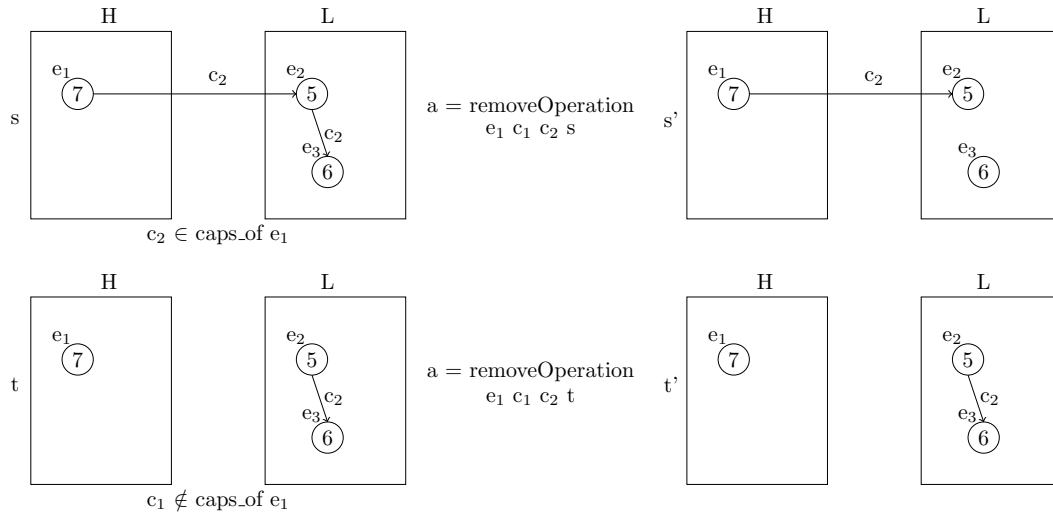 H L H L
e₁ e₂ e₁ e₂
7 c₂ 5 7 c₂ 5
s c₂ a = removeOperation s'
e₁ c₁ c₂ s
e₃ e₃
6 6
c₂ ∈ caps_of e₁
H L H L
e₁ e₂ e₁ e₂
7 5 7 5
t c₂ a = removeOperation t' c₂
e₁ c₁ c₂ t
e₃ e₃
6 6
c₁ ∉ caps_of e₁